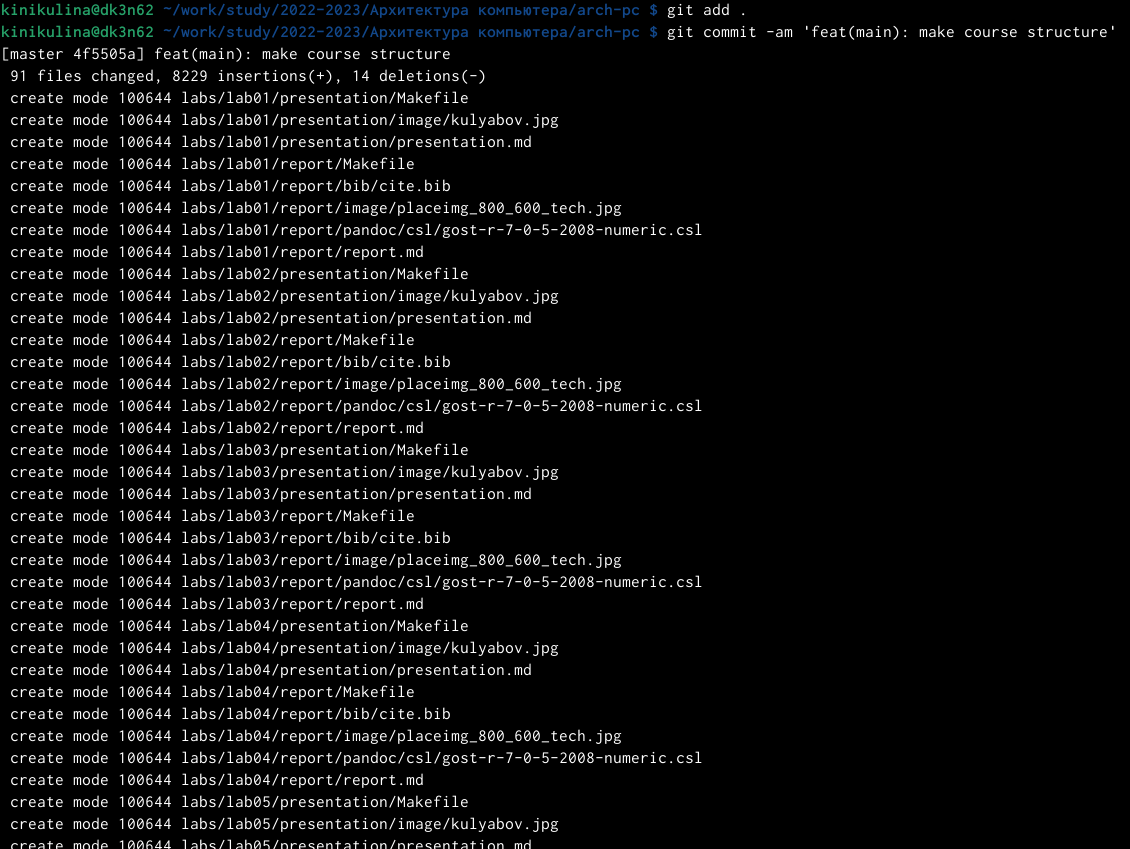 kinikulina@dk3n62 ~/work/study/2022-2023/Архитектура компьютера/arch-pc $ git add .
kinikulina@dk3n62 ~/work/study/2022-2023/Архитектура компьютера/arch-pc $ git commit -am 'feat(main): make course structure'
[master 4f5505a] feat(main): make course structure
 91 files changed, 8229 insertions(+), 14 deletions(-)
 create mode 100644 labs/lab01/presentation/Makefile
 create mode 100644 labs/lab01/presentation/image/kulyabov.jpg
 create mode 100644 labs/lab01/presentation/presentation.md
 create mode 100644 labs/lab01/report/Makefile
 create mode 100644 labs/lab01/report/bib/cite.bib
 create mode 100644 labs/lab01/report/image/placeimg_800_600_tech.jpg
 create mode 100644 labs/lab01/report/pandoc/csl/gost-r-7-0-5-2008-numeric.csl
 create mode 100644 labs/lab01/report/report.md
 create mode 100644 labs/lab02/presentation/Makefile
 create mode 100644 labs/lab02/presentation/image/kulyabov.jpg
 create mode 100644 labs/lab02/presentation/presentation.md
 create mode 100644 labs/lab02/report/Makefile
 create mode 100644 labs/lab02/report/bib/cite.bib
 create mode 100644 labs/lab02/report/image/placeimg_800_600_tech.jpg
 create mode 100644 labs/lab02/report/pandoc/csl/gost-r-7-0-5-2008-numeric.csl
 create mode 100644 labs/lab02/report/report.md
 create mode 100644 labs/lab03/presentation/Makefile
 create mode 100644 labs/lab03/presentation/image/kulyabov.jpg
 create mode 100644 labs/lab03/presentation/presentation.md
 create mode 100644 labs/lab03/report/Makefile
 create mode 100644 labs/lab03/report/bib/cite.bib
 create mode 100644 labs/lab03/report/image/placeimg_800_600_tech.jpg
 create mode 100644 labs/lab03/report/pandoc/csl/gost-r-7-0-5-2008-numeric.csl
 create mode 100644 labs/lab03/report/report.md
 create mode 100644 labs/lab04/presentation/Makefile
 create mode 100644 labs/lab04/presentation/image/kulyabov.jpg
 create mode 100644 labs/lab04/presentation/presentation.md
 create mode 100644 labs/lab04/report/Makefile
 create mode 100644 labs/lab04/report/bib/cite.bib
 create mode 100644 labs/lab04/report/image/placeimg_800_600_tech.jpg
 create mode 100644 labs/lab04/report/pandoc/csl/gost-r-7-0-5-2008-numeric.csl
 create mode 100644 labs/lab04/report/report.md
 create mode 100644 labs/lab05/presentation/Makefile
 create mode 100644 labs/lab05/presentation/image/kulyabov.jpg
 create mode 100644 labs/lab05/presentation/presentation.md